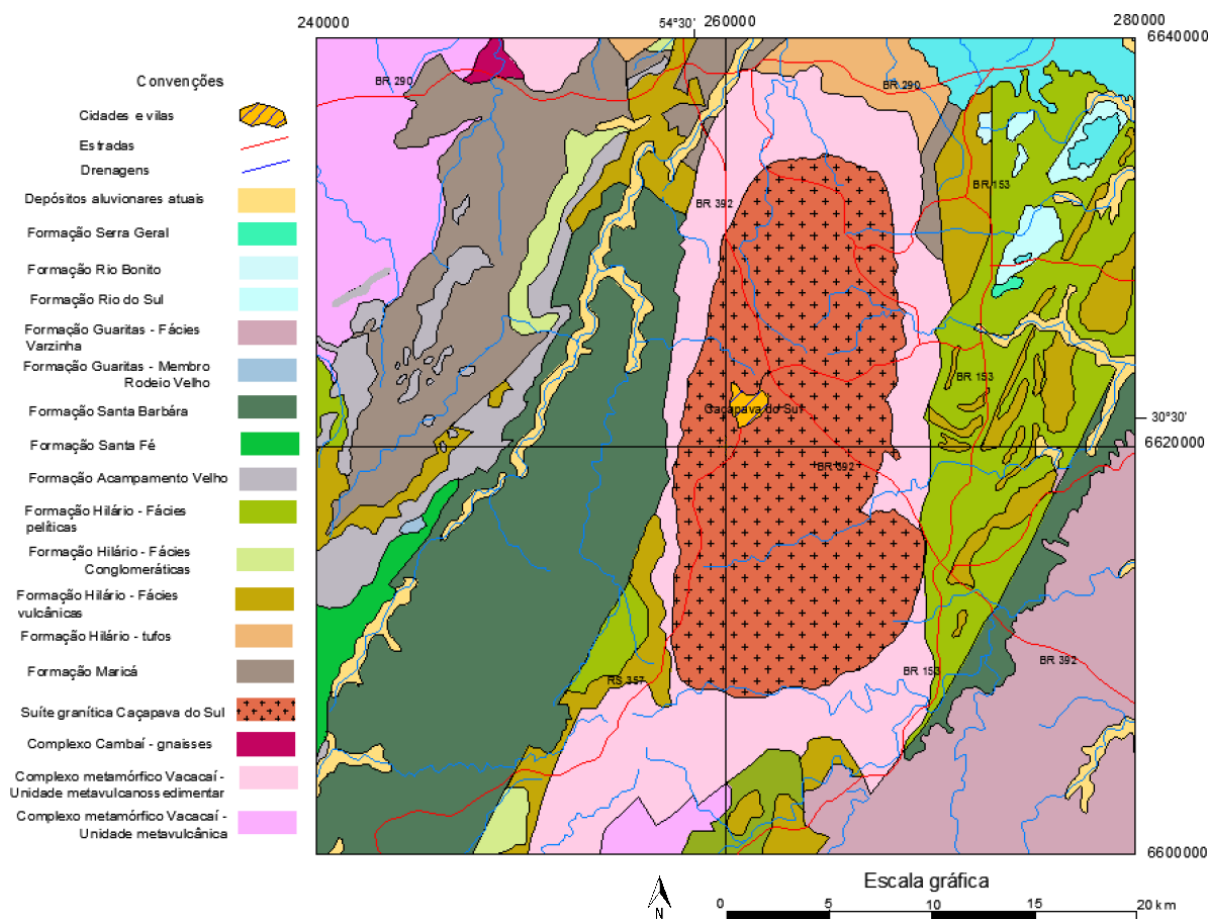 240000
54°30'
260000
280000
6640000
Convenções
Cidades e vilas
Estradas
Drenagens
Depósitos aluvionares atuais
Formação Serra Geral
Formação Rio Bonito
Formação Rio do Sul
Formação Guaritas - Fácies
Varzinha
Formação Guaritas - Membro
Rodeio Velho
Formação Santa Barbára
Formação Santa Fé
Formação Acampamento Velho
Formação Hilário - Fácies
pelíticas
Formação Hilário - Fácies
Conglomeráticas
Formação Hilário - Fácies
vulcânicas
Formação Hilário - tufos
Formação Maricá
Suíte granítica Caçapava do Sul
Complexo Cambaí - gnaisses
Complexo metamórfico Vacacaí -
Unidade metavulcanossedimentar
Complexo metamórfico Vacacaí -
Unidade metavulcânica
BR 290
BR 290
BR 153
BR 392
BR 153
Caçapava do Sul
30°30'
6620000
BR 392
BR 392
BR 153
RS 357
6600000
N
Escala gráfica
0
5
10
15
20 km